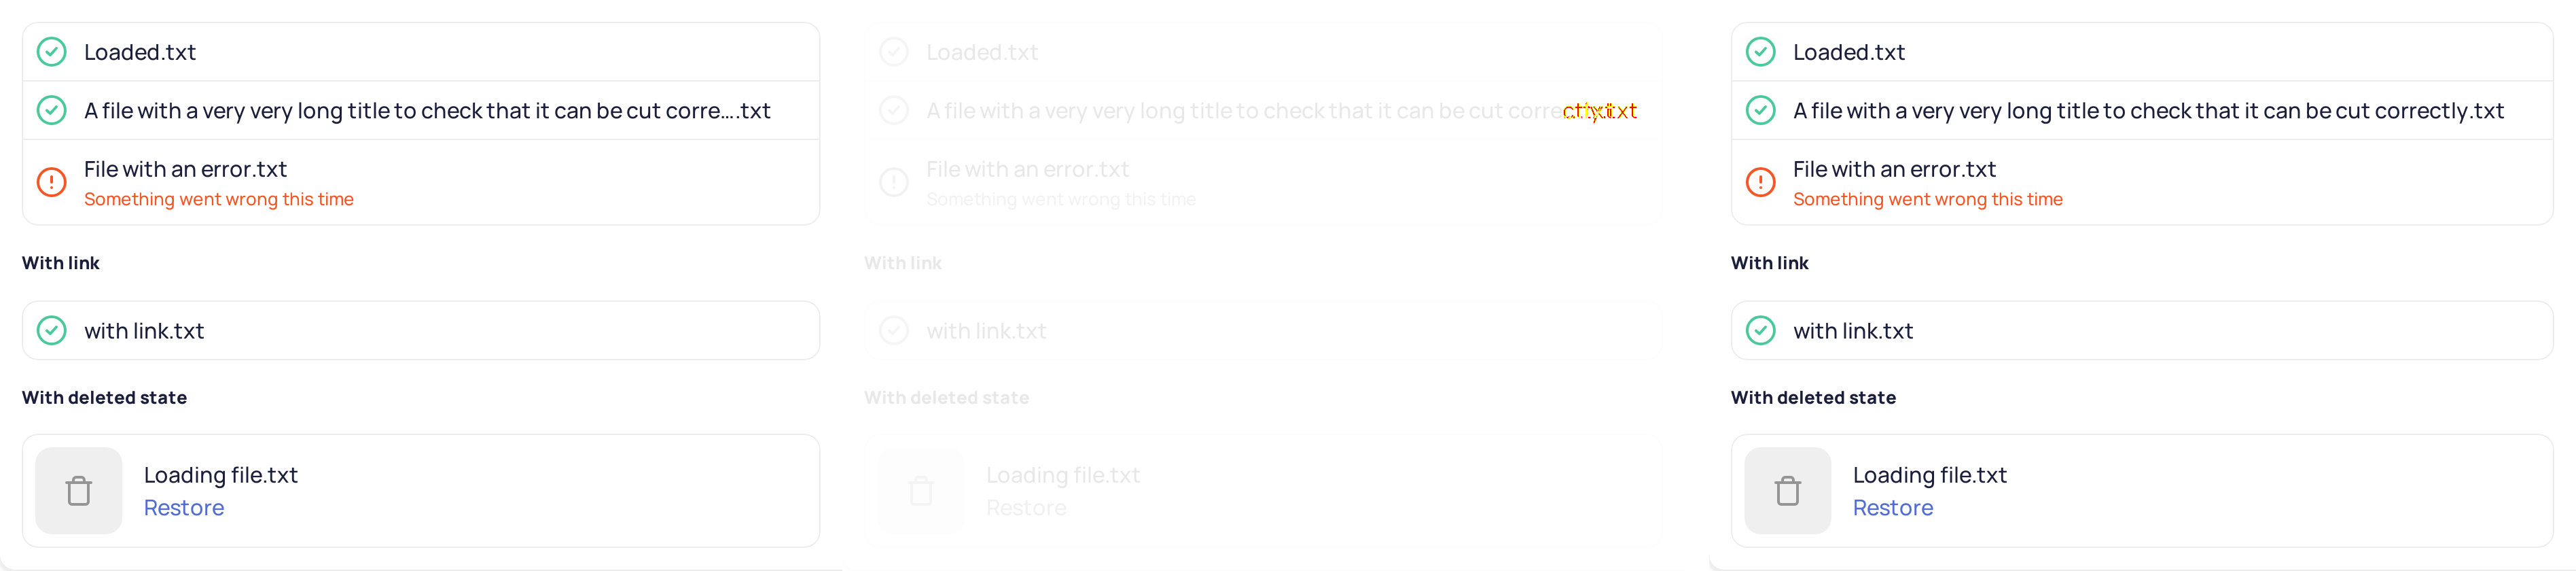 Loaded.txt
A file with a very very long title to check that it can be cut corre....txt
File with an error.txt
Something went wrong this time
With link
with link.txt
With deleted state
Loading file.txt
Restore
Loaded.txt
A file with a very very long title to check that it can be cut corre
File with an error.txt
Something went wrong this time
With link
with link.txt
With deleted state
Loading file.txt
Restore
Loaded.txt
A file with a very very long title to check that it can be cut correctly.txt
File with an error.txt
Something went wrong this time
With link
with link.txt
With deleted state
Loading file.txt
Restore